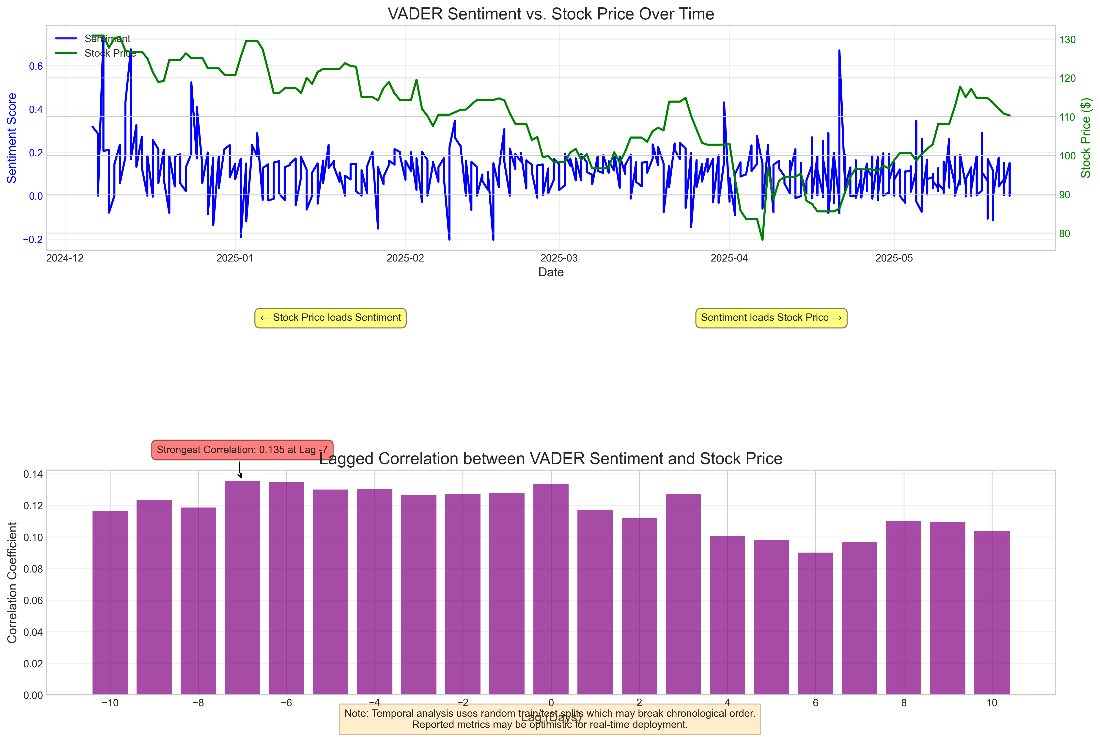 VADER Sentiment vs. Stock Price Over Time
Sentiment
Stock Price
Sentiment Score
0.6
0.4
0.2
0.0
−0.2
Stock Price ($)
130
120
110
100
90
80
2024-12
2025-01
2025-02
2025-03
2025-04
2025-05
Date
← Stock Price leads Sentiment
Sentiment leads Stock Price →
Strongest Correlation: 0.135 at Lag -7
Lagged Correlation between VADER Sentiment and Stock Price
Correlation Coefficient
0.14
0.12
0.10
0.08
0.06
0.04
0.02
0.00
−10
−8
−6
−4
−2
0
2
4
6
8
10
Lag (Days)
Note: Temporal analysis uses random train/test splits which may break chronological order.
Reported metrics may be optimistic for real-time deployment.